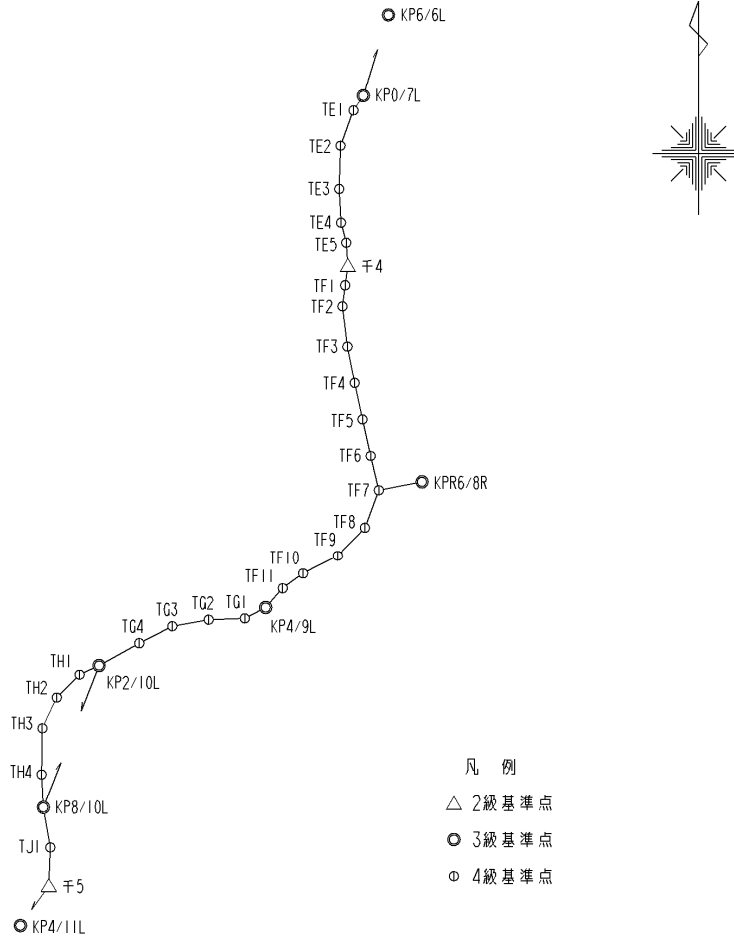 KP6/6L
KP0/7L
TE1
TE2
TE3
TE4
TE5
千4
TF1
TF2
TF3
TF4
TF5
TF6
TF7
KPR6/8R
TF8
TF9
TF10
TF11
KP4/9L
TG1
TG2
TG3
TG4
TH1
KP2/10L
TH2
TH3
TH4
KP8/10L
TJ1
千5
KP4/11L
凡 例
2級基準点
3級基準点
4級基準点